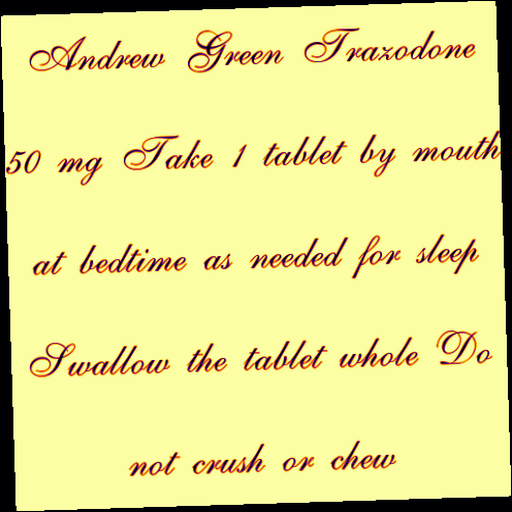 Andrew Green Trazodone
50 mg Take 1 tablet by mouth
at bedtime as needed for sleep
Swallow the tablet whole Do
not crush or chew